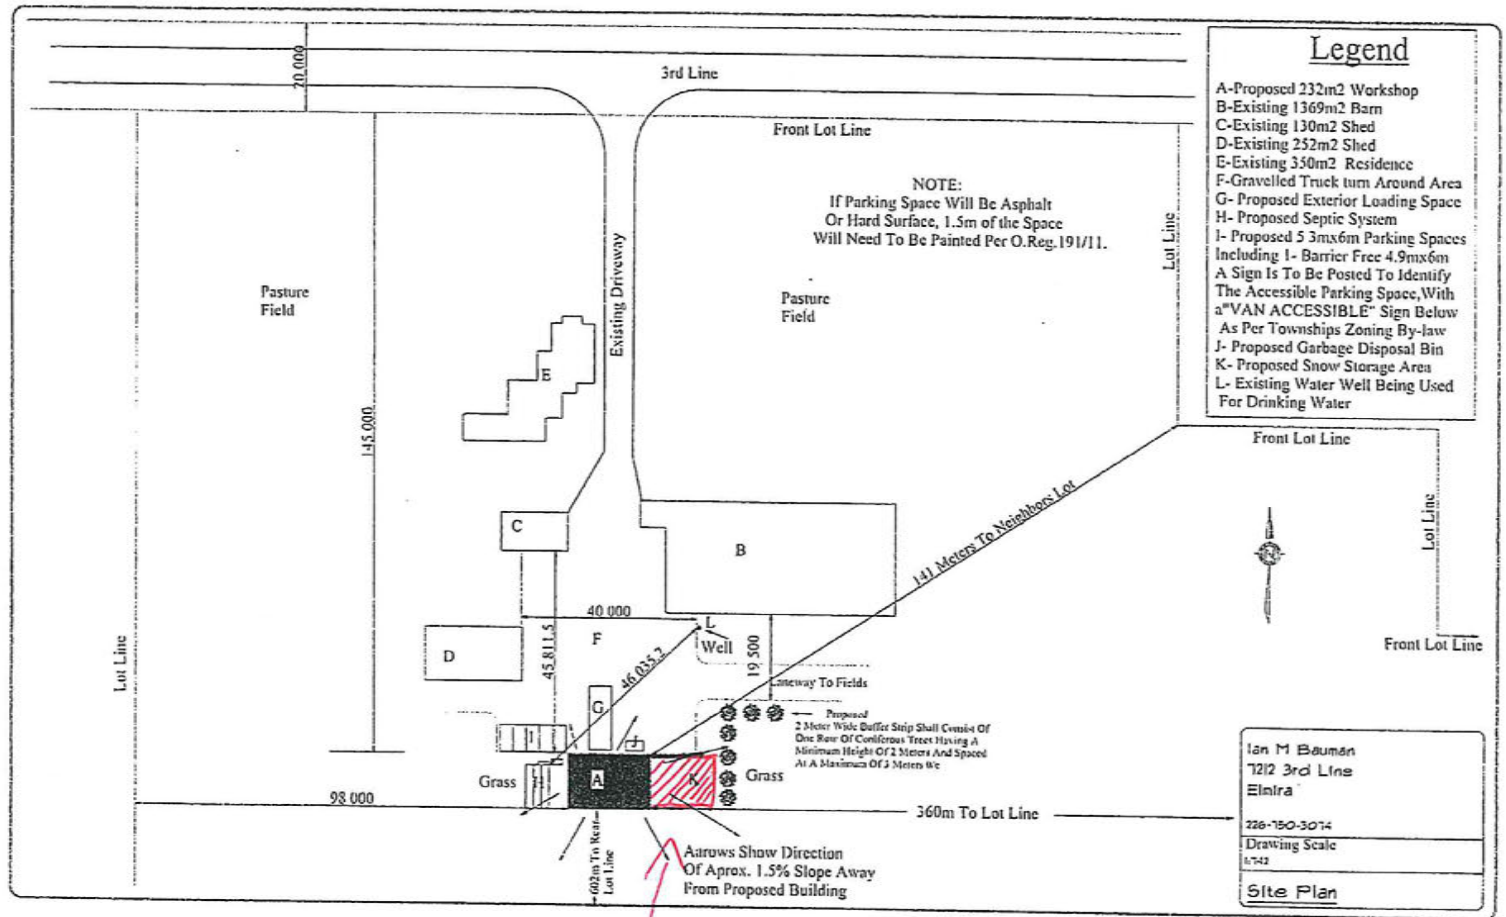 20 000
3rd Line
Front Lot Line
Legend
A-Proposed 232m2 Workshop
B-Existing 1369m2 Barn
C-Existing 130m2 Shed
D-Existing 252m2 Shed
E-Existing 350m2 Residence
F-Gravelled Truck turn Around Area
G- Proposed Exterior Loading Space
H- Proposed Septic System
I- Proposed 5 3mx6m Parking Spaces
Including 1- Barrier Free 4.9mx6m
A Sign Is To Be Posted To Identify
The Accessible Parking Space,With
a"VAN ACCESSIBLE" Sign Below
As Per Townships Zoning By-law
J- Proposed Garbage Disposal Bin
K- Proposed Snow Storage Area
L- Existing Water Well Being Used
For Drinking Water
NOTE:
If Parking Space Will Be Asphalt
Or Hard Surface, 1.5m of the Space
Will Need To Be Painted Per O.Reg.191/11.
Lot Line
Existing Driveway
Pasture
Field
Pasture
Field
E
145 000
Front Lot Line
Lot Line
141 Meters To Neighbors Lot
C
B
N
40 000
L
Well
F
45 811.5
46 035.2
19 500
D
Lot Line
Front Lot Line
Laneway To Fields
G
Proposed
2 Meter Wide Buffer Strip Shall Consist Of
One Row Of Coniferous Trees Having A
Minimum Height Of 2 Meters And Spaced
At A Maximum Of 3 Meters
I
J
Grass
H
A
K
Grass
98 000
360m To Lot Line
602m To Rear
Lot Line
Aarows Show Direction
Of Aprox. 1.5% Slope Away
From Proposed Building
Ian M Bauman
7212 3rd Line
Elmira
226-750-3074
Drawing Scale
1:742
Site Plan